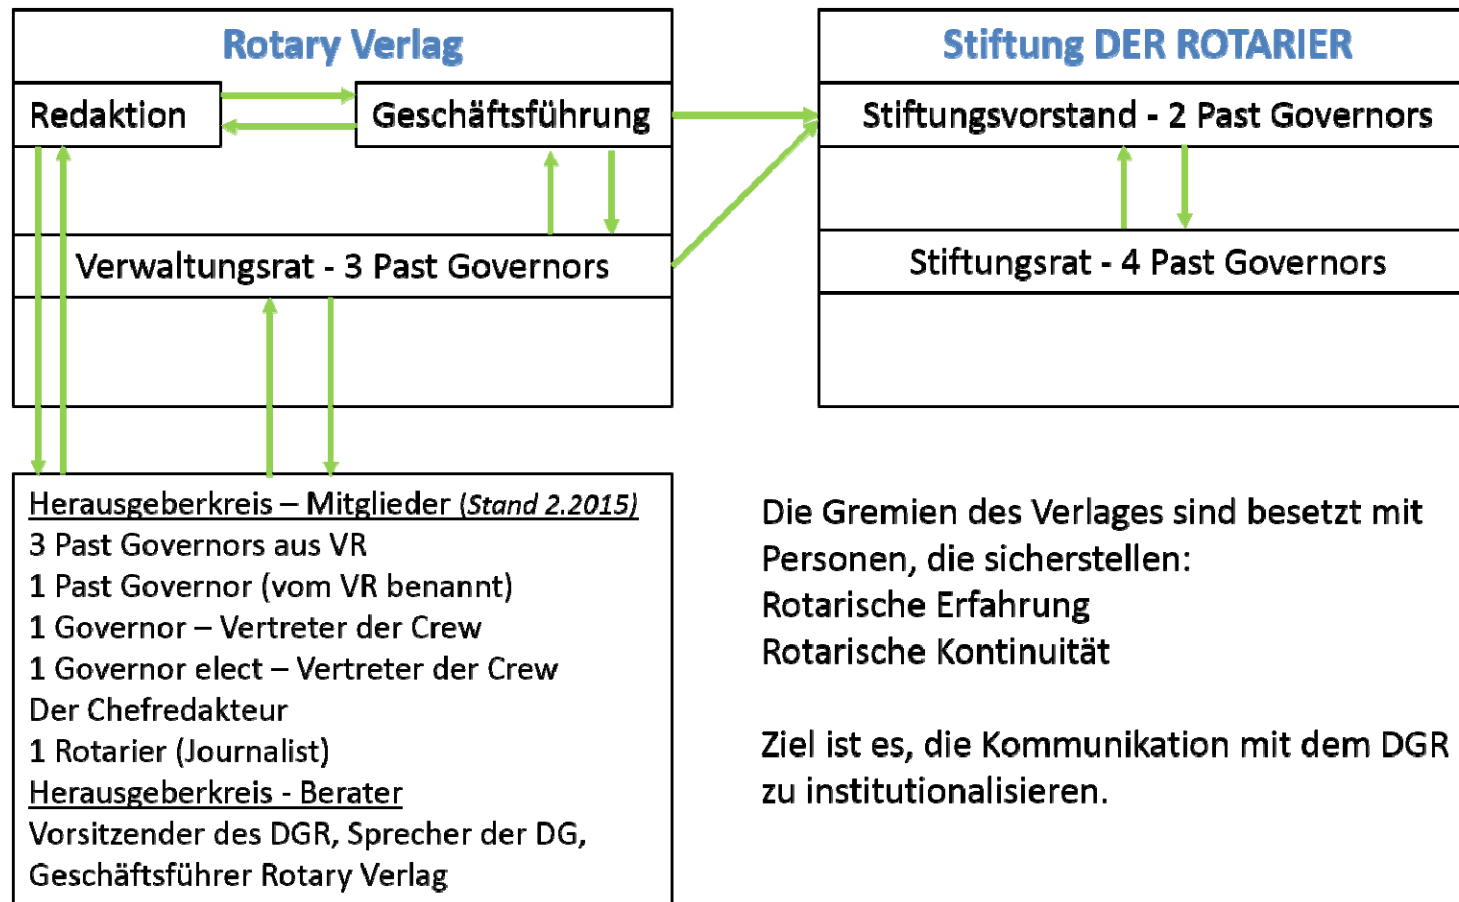 Rotary Verlag
Redaktion
Geschäftsführung
Verwaltungsrat - 3 Past Governors
Stiftung DER ROTARIER
Stiftungsvorstand - 2 Past Governors
Stiftungsrat - 4 Past Governors
Herausgeberkreis – Mitglieder (Stand 2.2015)
3 Past Governors aus VR
1 Past Governor (vom VR benannt)
1 Governor – Vertreter der Crew
1 Governor elect – Vertreter der Crew
Der Chefredakteur
1 Rotarier (Journalist)
Herausgeberkreis - Berater
Vorsitzender des DGR, Sprecher der DG,
Geschäftsführer Rotary Verlag
Die Gremien des Verlages sind besetzt mit
Personen, die sicherstellen:
Rotarische Erfahrung
Rotarische Kontinuität
Ziel ist es, die Kommunikation mit dem DGR
zu institutionalisieren.